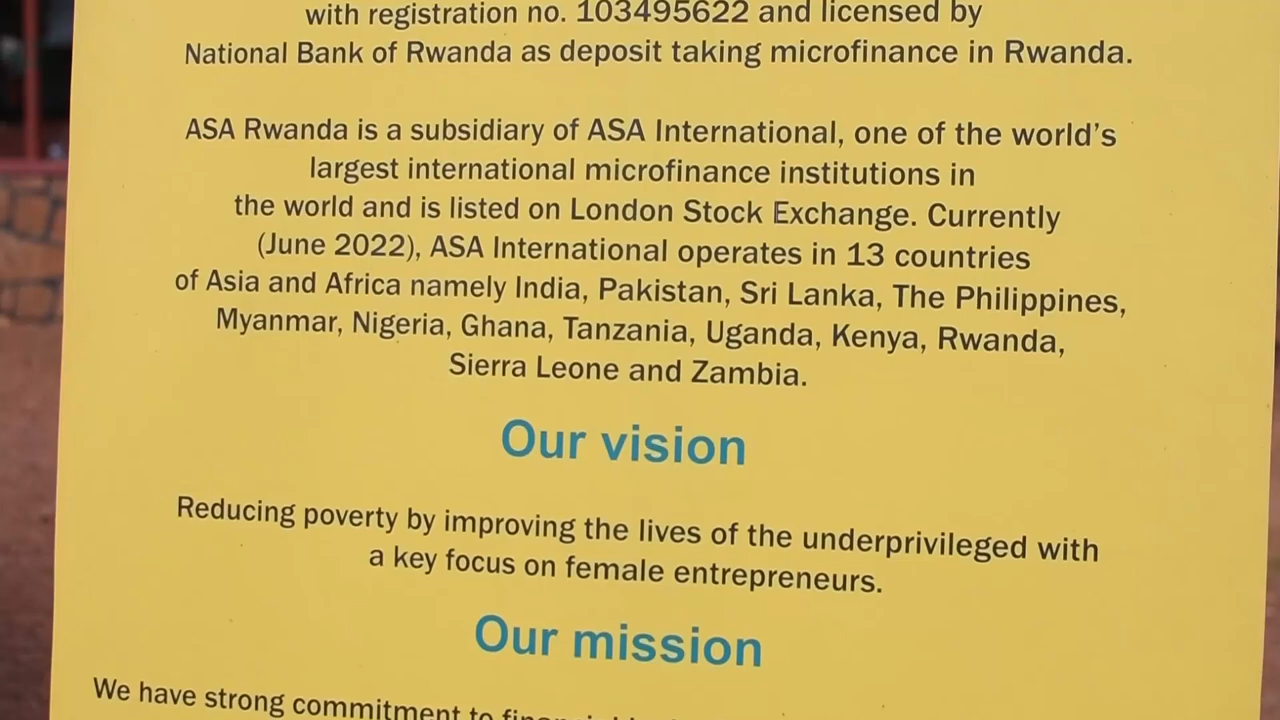 with registration no. 103495622 and licensed by
National Bank of Rwanda as deposit taking microfinance in Rwanda.
ASA Rwanda is a subsidiary of ASA International, one of the world's
largest international microfinance institutions in
the world and is listed on London Stock Exchange. Currently
(June 2022), ASA International operates in 13 countries
of Asia and Africa namely India, Pakistan, Sri Lanka, The Philippines,
Myanmar, Nigeria, Ghana, Tanzania, Uganda, Kenya, Rwanda,
Sierra Leone and Zambia.
Our vision
Reducing poverty by improving the lives of the underprivileged with
a key focus on female entrepreneurs.
Our mission
We have strong commitment to